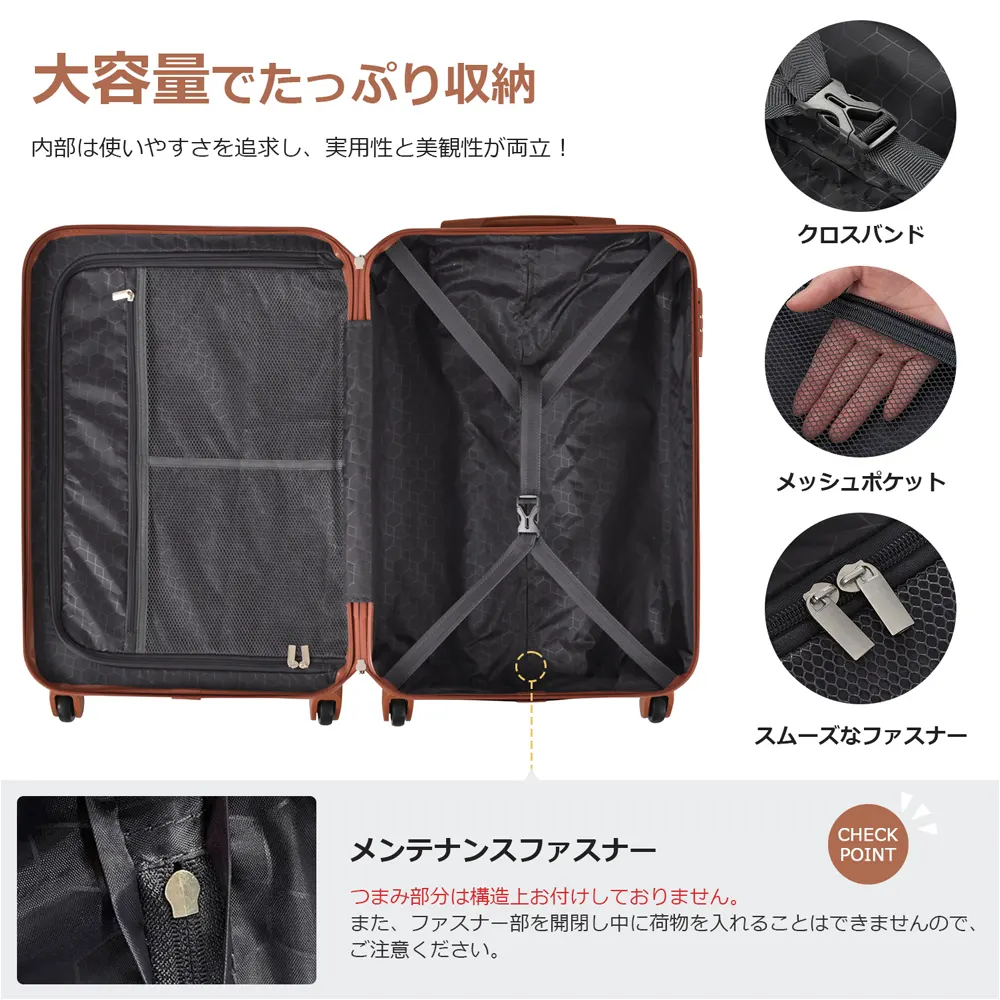 大容量でたっぷり収納
内部は使いやすさを追求し、実用性と美観性が両立！
クロスバンド
メッシュポケット
スムーズなファスナー
メンテナンスファスナー
CHECK
POINT
つまみ部分は構造上お付けしておりません。
また、ファスナー部を開閉し中に荷物を入れることはできませんので、
ご注意ください。